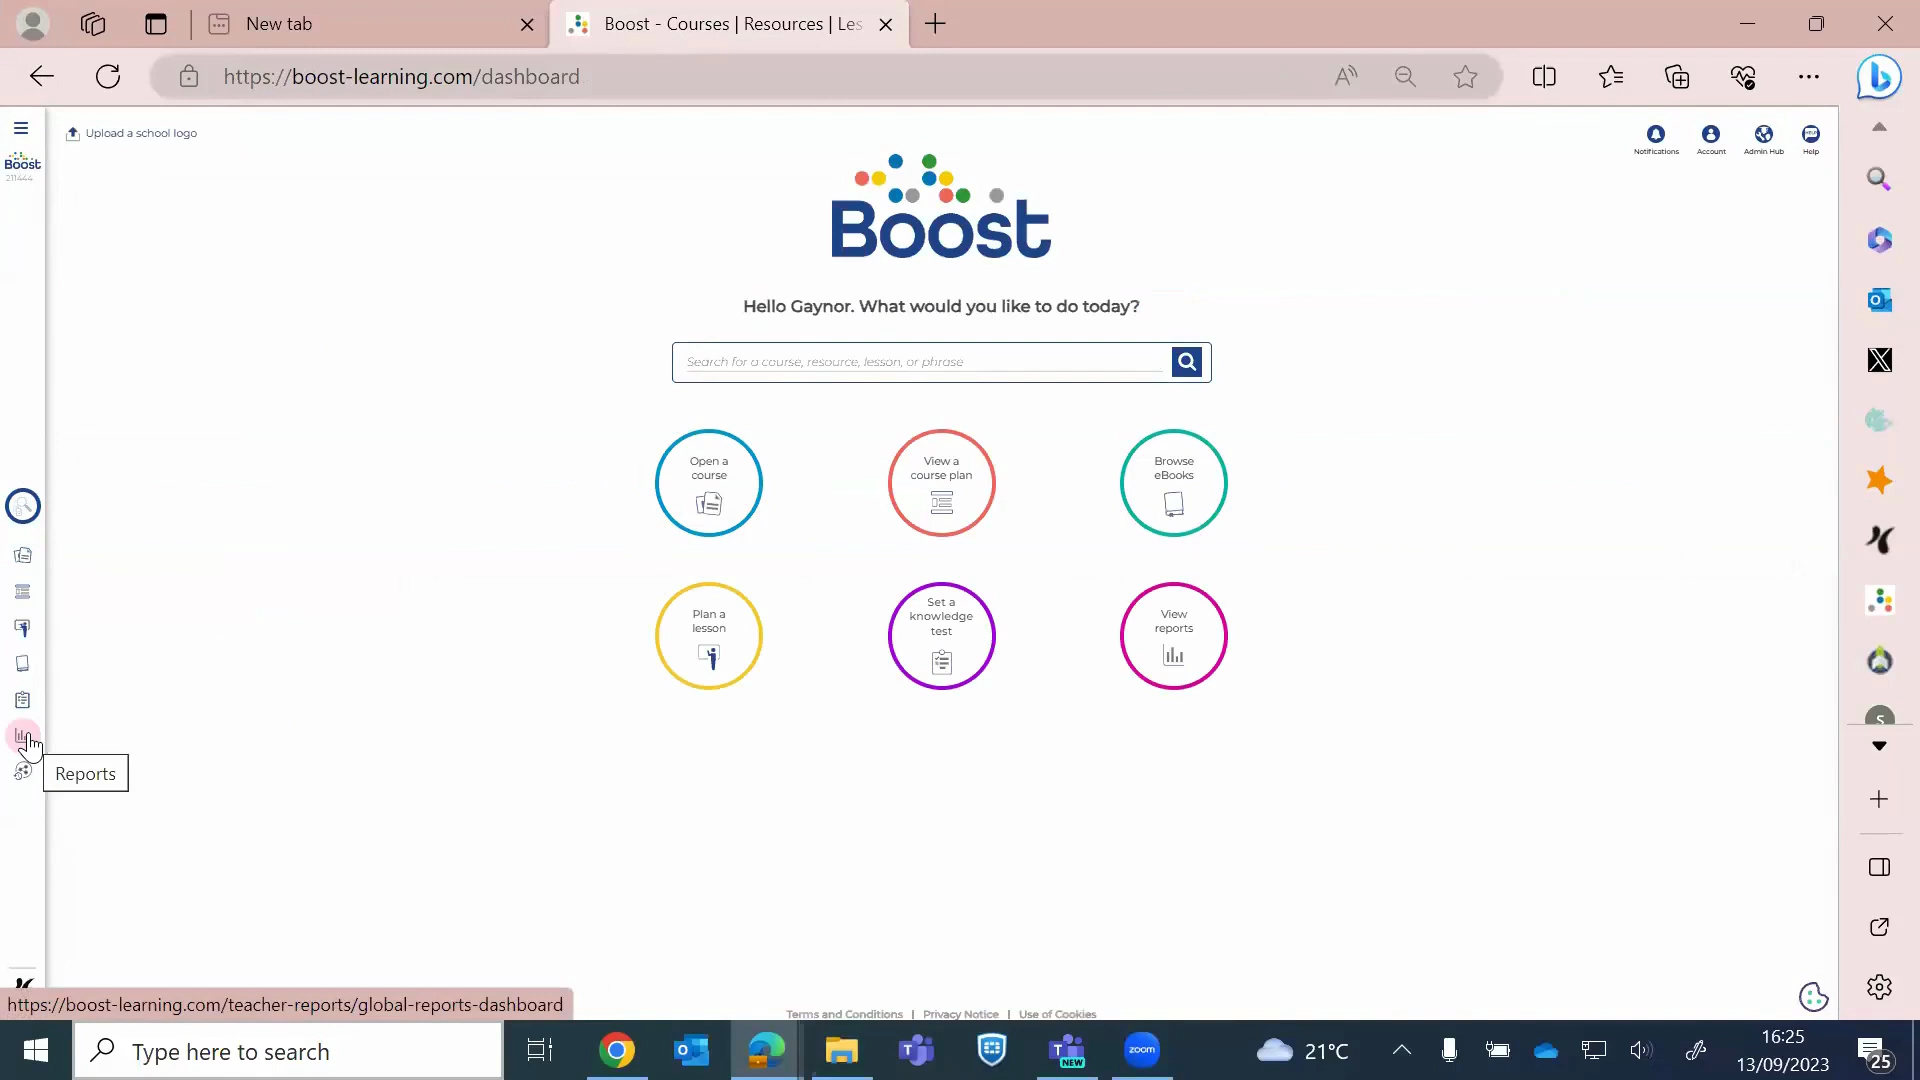 New tab
Boost - Courses | Resources | Les
https://boost-learning.com/dashboard
Boost
211444
Upload a school logo
Notifications
Account
Admin Hub
HELP
Help
Boost
Hello Gaynor. What would you like to do today?
Search for a course, resource, lesson, or phrase
Open a
course
View a
course plan
Browse
eBooks
Plan a
lesson
Set a
knowledge
test
View
reports
Reports
S
https://boost-learning.com/teacher-reports/global-reports-dashboard
Terms and Conditions | Privacy Notice | Use of Cookies
Type here to search
NEW
zoom
21°C
16:25
13/09/2023
25